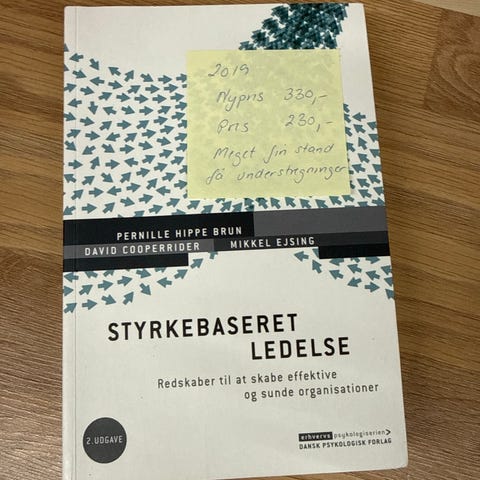 2019
Nypris 330,-
Pris 230,-
Meget fin stand
få understregninger
PERNILLE HIPPE BRUN
DAVID COOPERRIDER MIKKEL EJSING
STYRKEBASERET
LEDELSE
Redskaber til at skabe effektive
og sunde organisationer
2. UDGAVE
erhvervspsykologiserien>
DANSK PSYKOLOGISK FORLAG